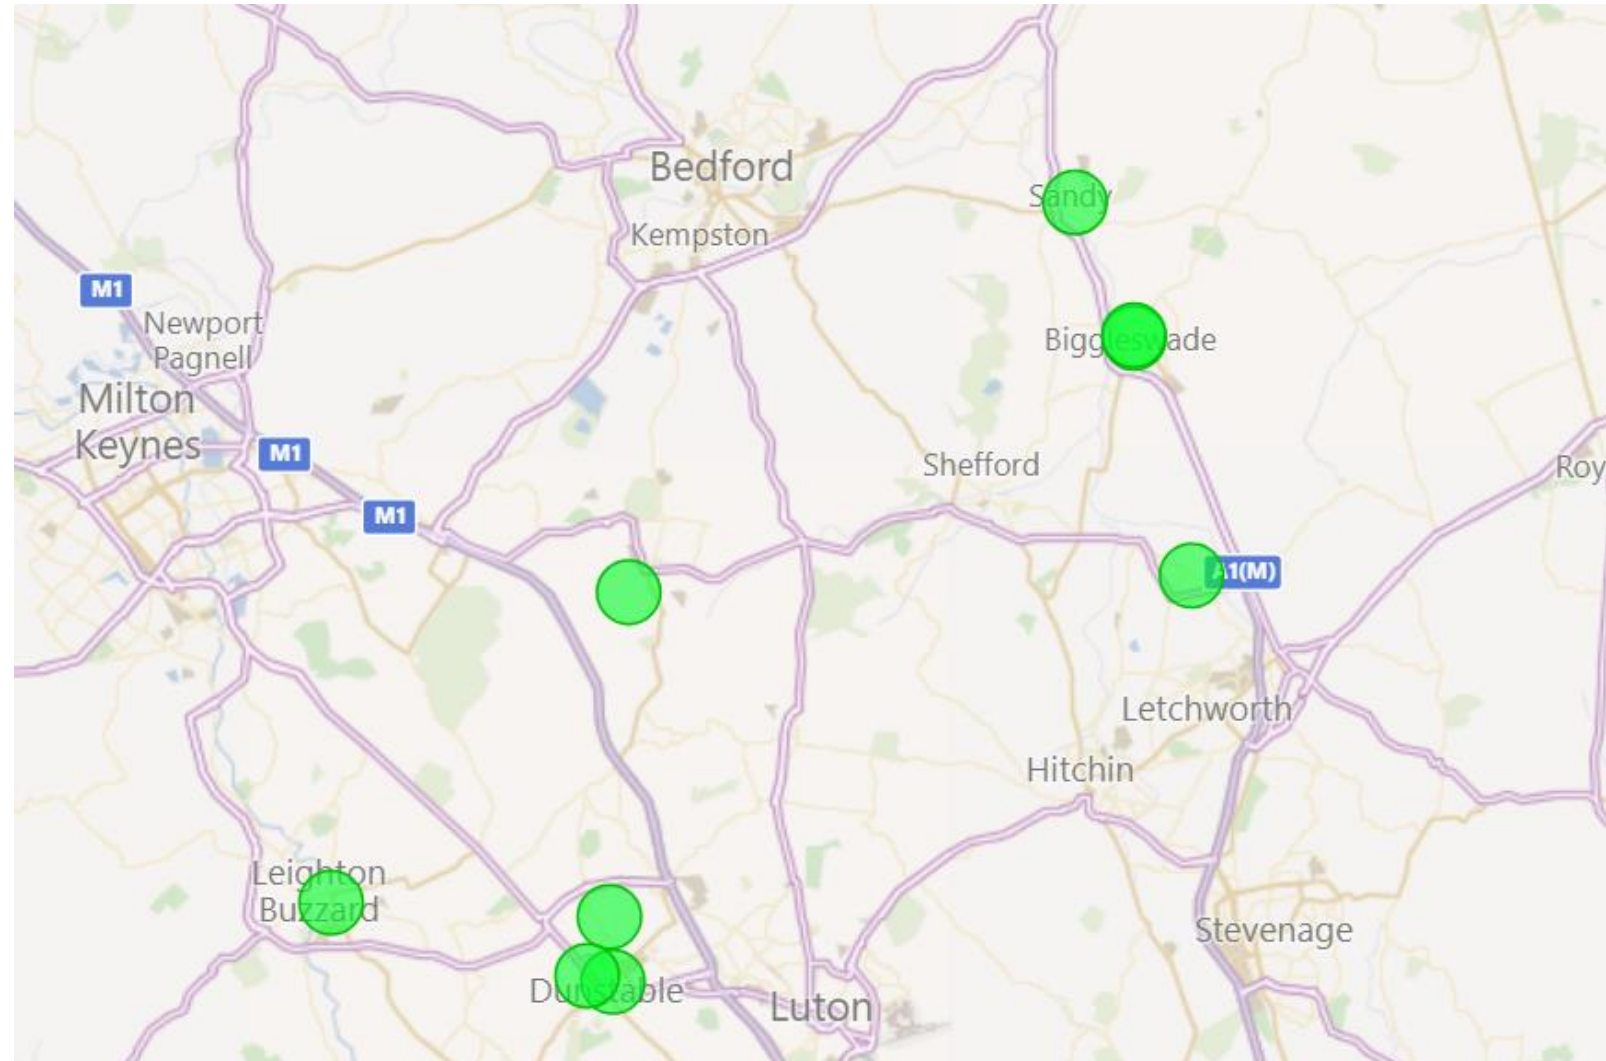 Bedford
Sandy
Kempston
M1
Newport
Pagnell
Biggleswade
Milton
Keynes
M1
Shefford
Roy
M1
A1(M)
Letchworth
Hitchin
Leighton
Buzzard
Stevenage
Dunstable
Luton